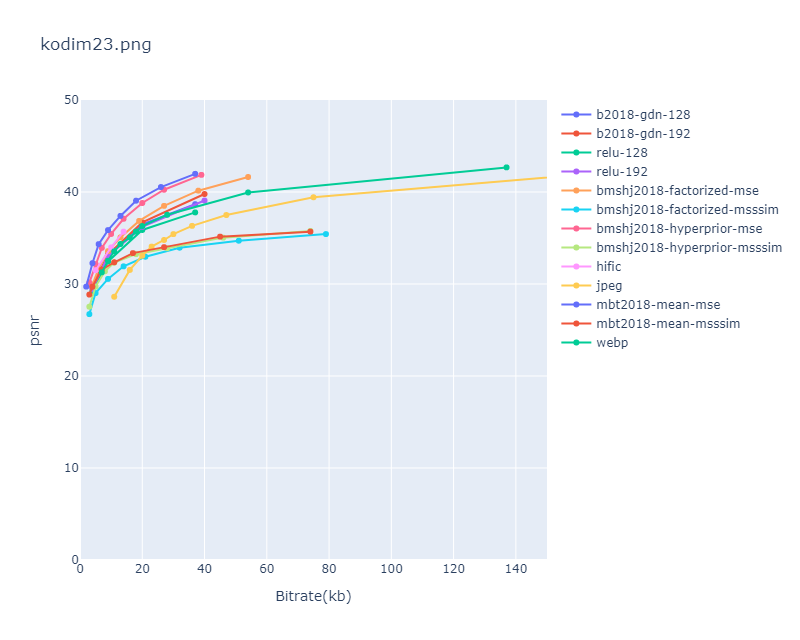 kodim23.png
50
40
30
20
10
0
psnr
0 20 40 60 80 100 120 140
Bitrate(kb)
b2018-gdn-128
b2018-gdn-192
relu-128
relu-192
bmshj2018-factorized-mse
bmshj2018-factorized-msssim
bmshj2018-hyperprior-mse
bmshj2018-hyperprior-msssim
hific
jpeg
mbt2018-mean-mse
mbt2018-mean-msssim
webp